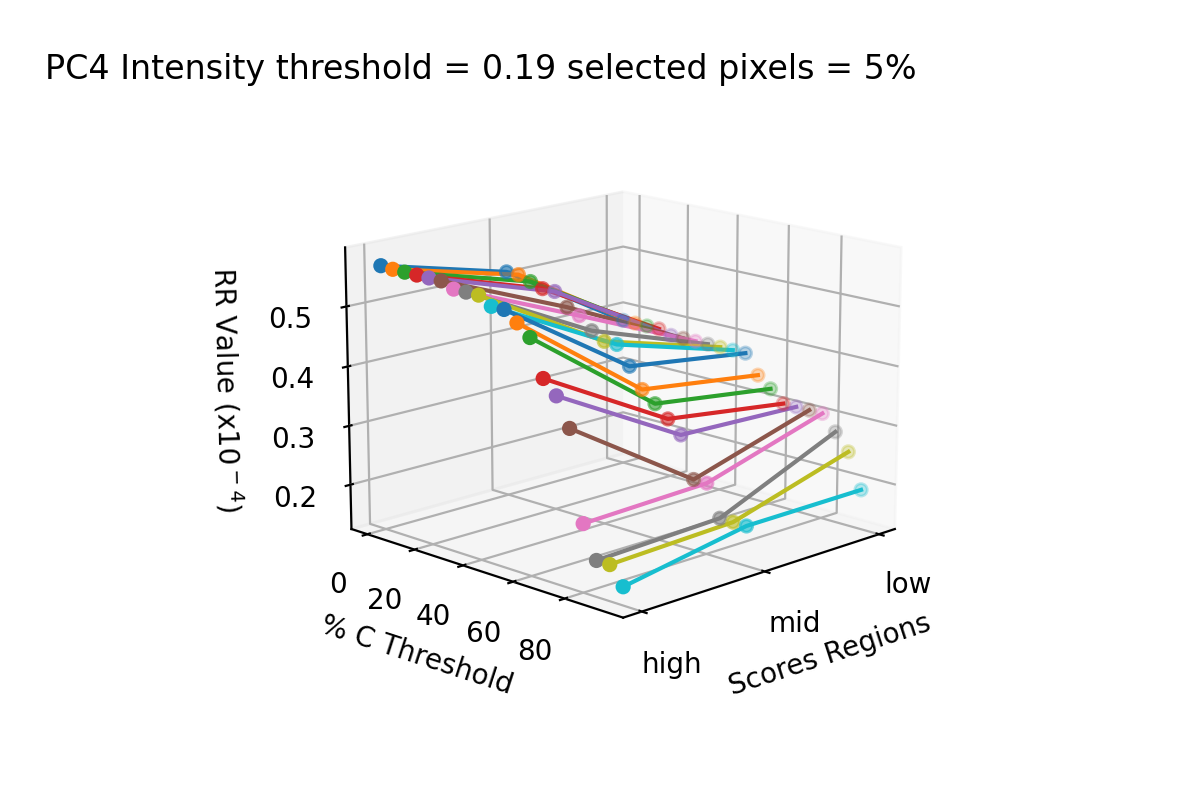 PC4 Intensity threshold = 0.19 selected pixels = 5%
RR Value (x10⁻⁴)
0.5
0.4
0.3
0.2
0
20
40
60
80
% C Threshold
high
mid
low
Scores Regions